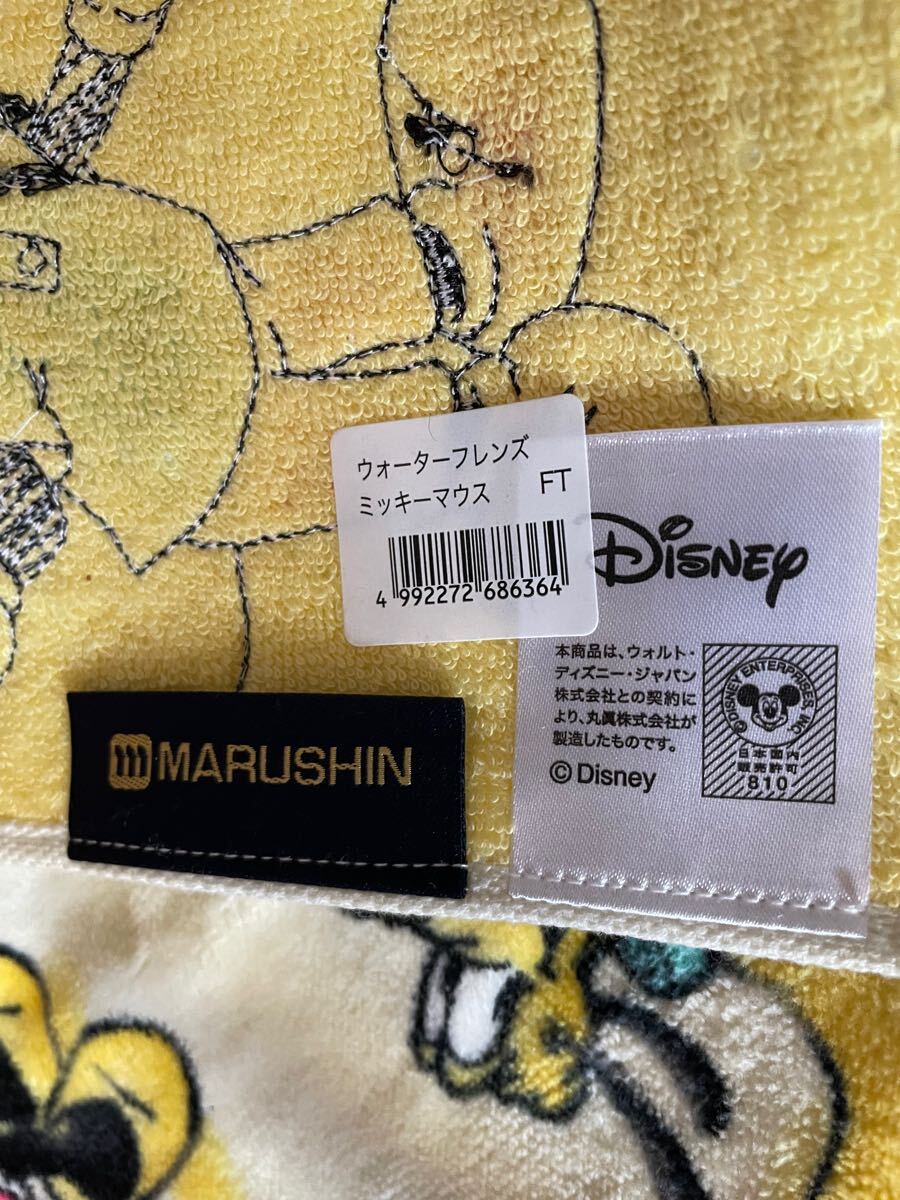 ウォーターフレンズ
ミッキーマウス FT
4 992272 686364
Disney
本商品は、ウォルト・
ディズニー・ジャパン
株式会社との契約に
より、丸眞株式会社が
製造したものです。
© Disney
©DISNEY ENTERPRISES, INC.
日本国内
販売許可
810
MARUSHIN